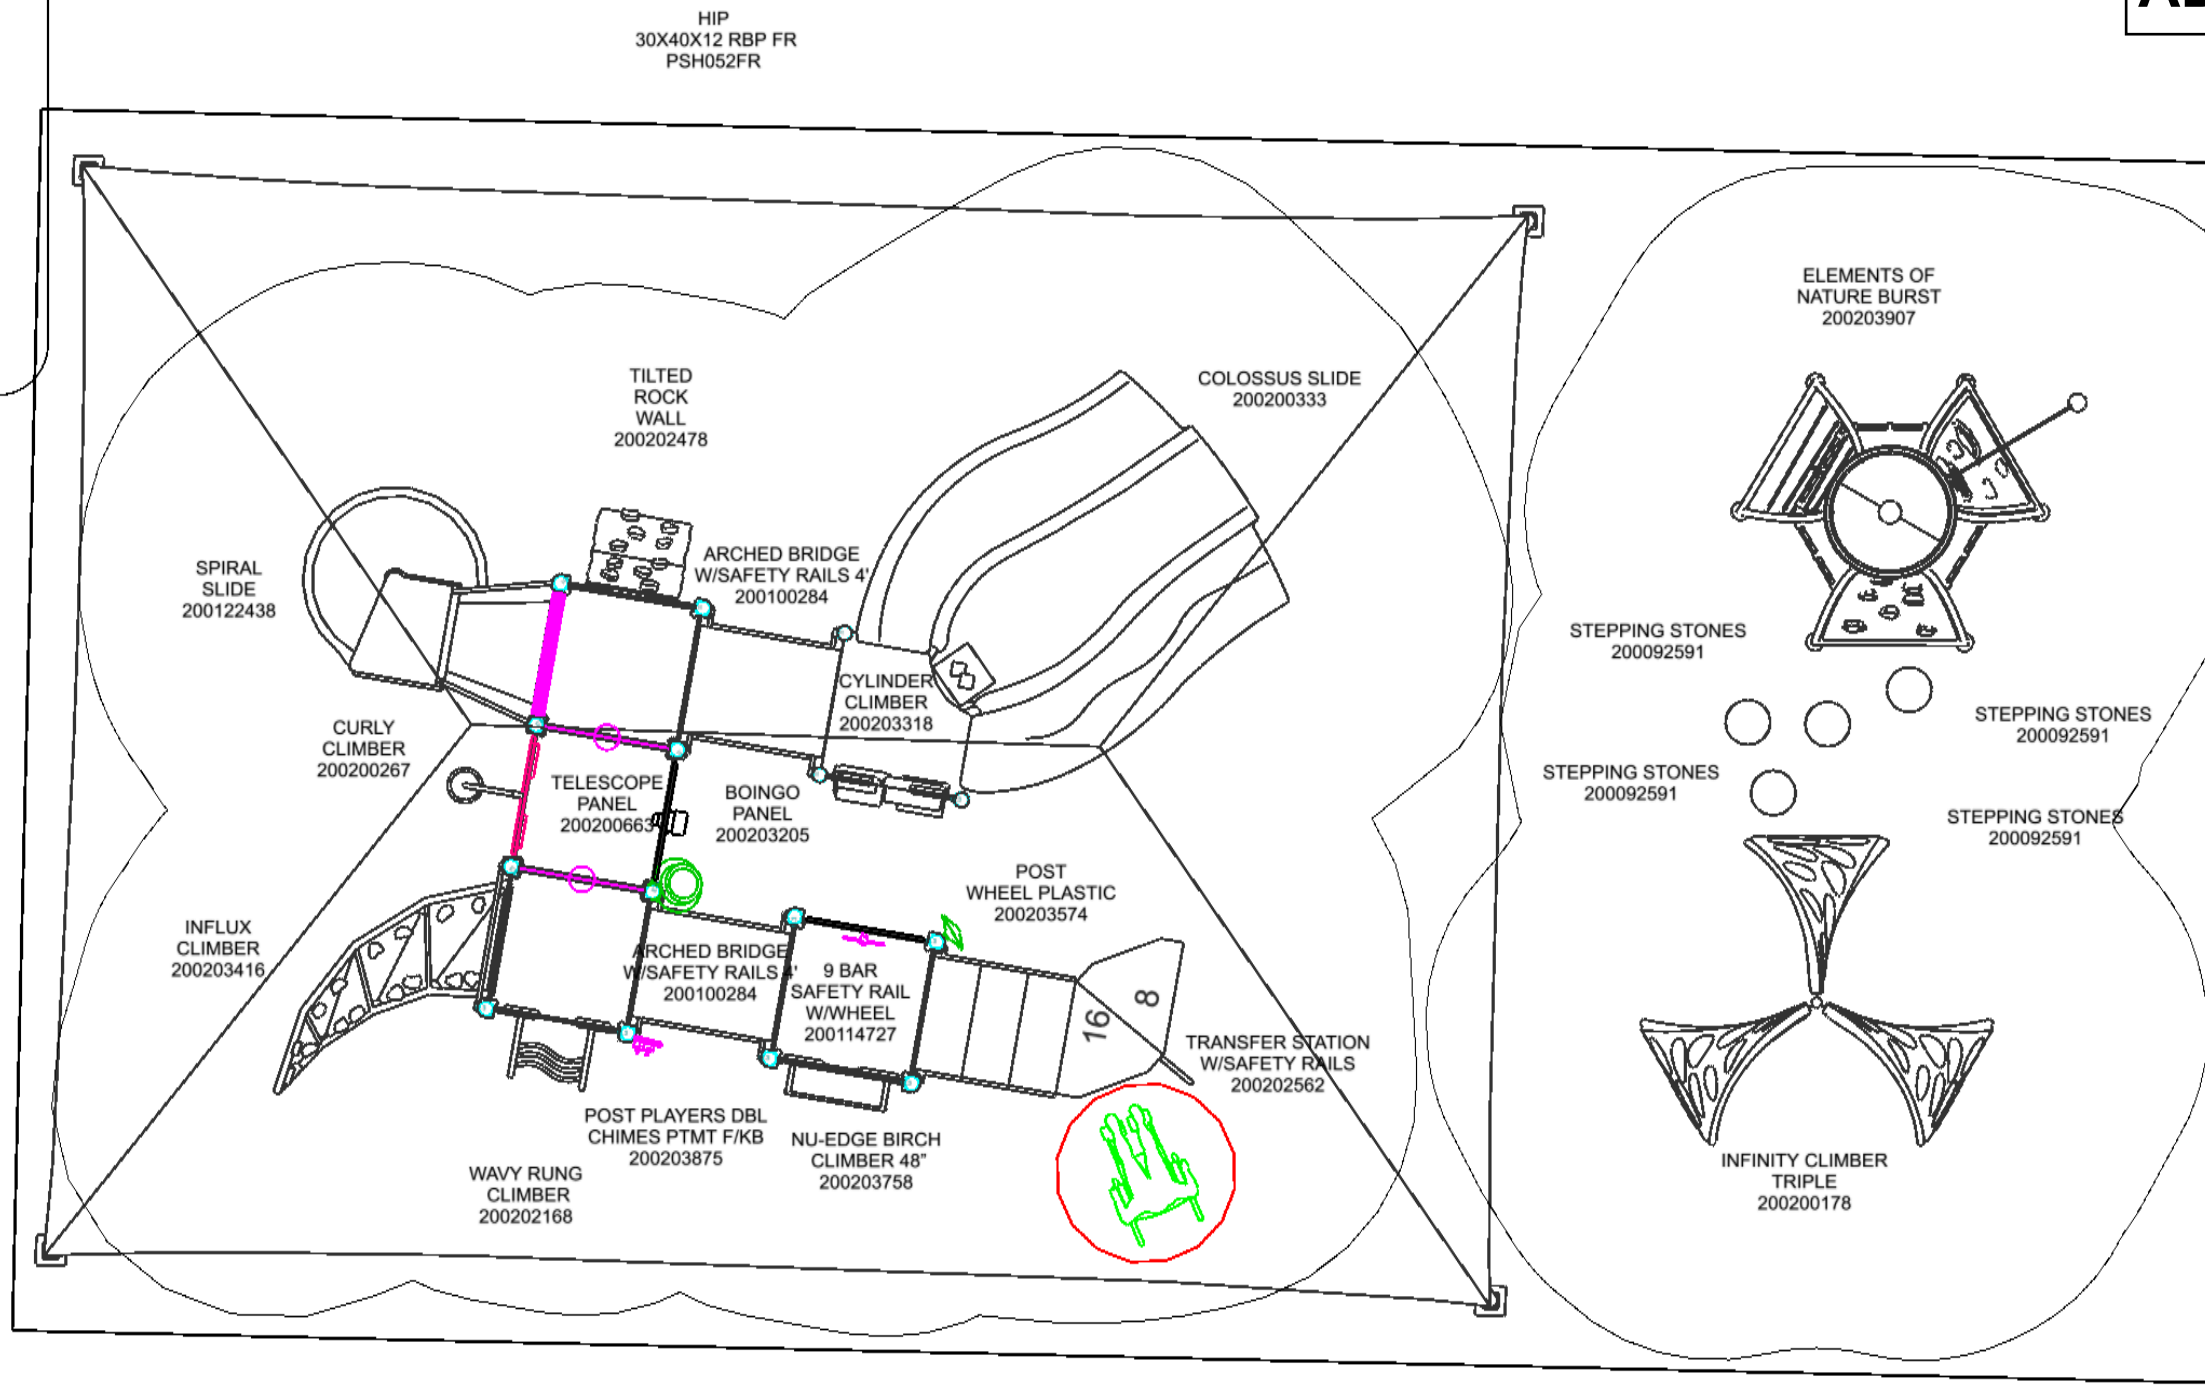 HIP
30X40X12 RBP FR
PSH052FR
ELEMENTS OF
NATURE BURST
200203907
TILTED
ROCK
WALL
200202478
COLOSSUS SLIDE
200200333
SPIRAL
SLIDE
200122438
ARCHED BRIDGE
W/SAFETY RAILS 4'
200100284
STEPPING STONES
200092591
CYLINDER
CLIMBER
200203318
CURLY
CLIMBER
200200267
STEPPING STONES
200092591
TELESCOPE
PANEL
200200663
BOINGO
PANEL
200203205
STEPPING STONES
200092591
STEPPING STONES
200092591
POST
WHEEL PLASTIC
200203574
INFLUX
CLIMBER
200203416
ARCHED BRIDGE
W/SAFETY RAILS 4'
200100284
9 BAR
SAFETY RAIL
W/WHEEL
200114727
16
8
TRANSFER STATION
W/SAFETY RAILS
200202562
POST PLAYERS DBL
CHIMES PTMT F/KB
200203875
NU-EDGE BIRCH
CLIMBER 48"
200203758
WAVY RUNG
CLIMBER
200202168
INFINITY CLIMBER
TRIPLE
200200178